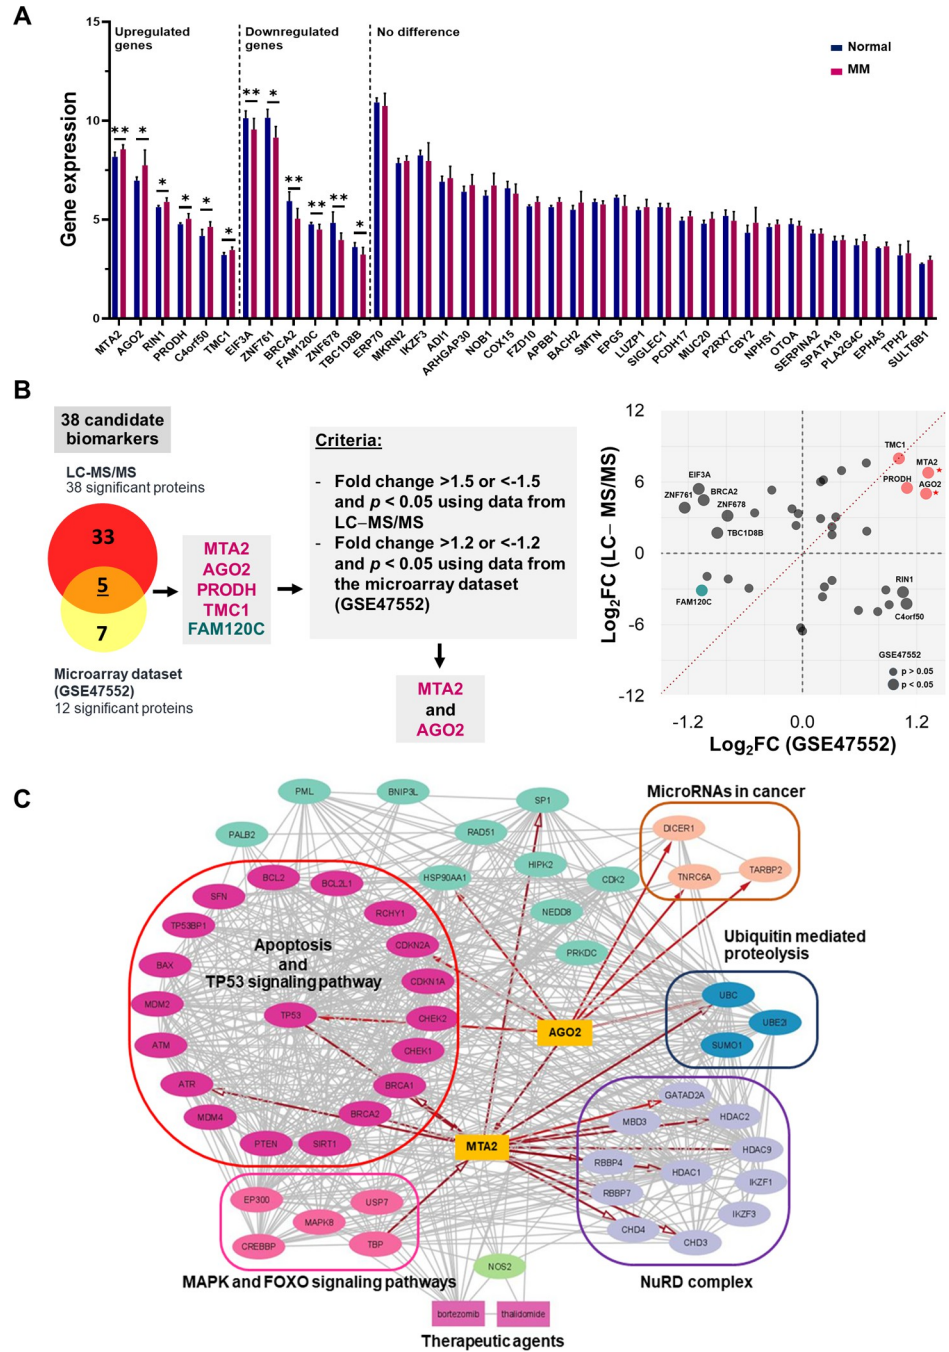 A
15
10
5
0
Gene expression
Upregulated
genes
Downregulated
genes
No difference
Normal
MM
** * * * * *
** * ** ** ** *
MTA2
AGO2
RIN1
PRODH
C4orf50
TMC1
EIF3A
ZNF761
BRCA2
FAM120C
ZNF678
TBC1D8B
ERP70
MKRN2
IKZF3
ADI1
ARHGAP30
NOB1
COX15
FZD10
APBB1
BACH2
SMTN
EPG5
LUZP1
SIGLEC1
PCDH17
MUC20
P2RX7
CBY2
NPHS1
OTOA
SERPINA2
SPATA18
PLA2G4C
EPHA5
TPH2
SULT6B1
B
38 candidate
biomarkers
LC-MS/MS
38 significant proteins
33
5
7
Microarray dataset
(GSE47552)
12 significant proteins
MTA2
AGO2
PRODH
TMC1
FAM120C
Criteria:
- Fold change >1.5 or <-1.5
and p < 0.05 using data from
LC–MS/MS
- Fold change >1.2 or <-1.2
and p < 0.05 using data from
the microarray dataset
(GSE47552)
MTA2
and
AGO2
12
6
0
-6
-12
Log2FC (LC– MS/MS)
TMC1
MTA2
*
PRODH
AGO2
*
EIF3A
ZNF761
BRCA2
ZNF678
TBC1D8B
FAM120C
RIN1
C4orf50
GSE47552
p > 0.05
p < 0.05
-1.2
0.0
1.2
Log2FC (GSE47552)
C
PML
BNIP3L
SP1
PALB2
RAD51
HIPK2
HSP90AA1
CDK2
NEDD8
PRKDC
MicroRNAs in cancer
DICER1
TNRC6A
TARBP2
BCL2
BCL2L1
SFN
RCHY1
TP53BP1
CDKN2A
Apoptosis
and
TP53 signaling pathway
BAX
CDKN1A
MDM2
TP53
CHEK2
ATM
CHEK1
ATR
BRCA1
MDM4
BRCA2
PTEN
SIRT1
Ubiquitin mediated
proteolysis
UBC
UBE2I
SUMO1
AGO2
MTA2
GATAD2A
MBD3
HDAC2
HDAC9
RBBP4
HDAC1
IKZF1
RBBP7
IKZF3
CHD4
CHD3
NuRD complex
EP300
USP7
MAPK8
CREBBP
TBP
MAPK and FOXO signaling pathways
NOS2
bortezomib
thalidomide
Therapeutic agents